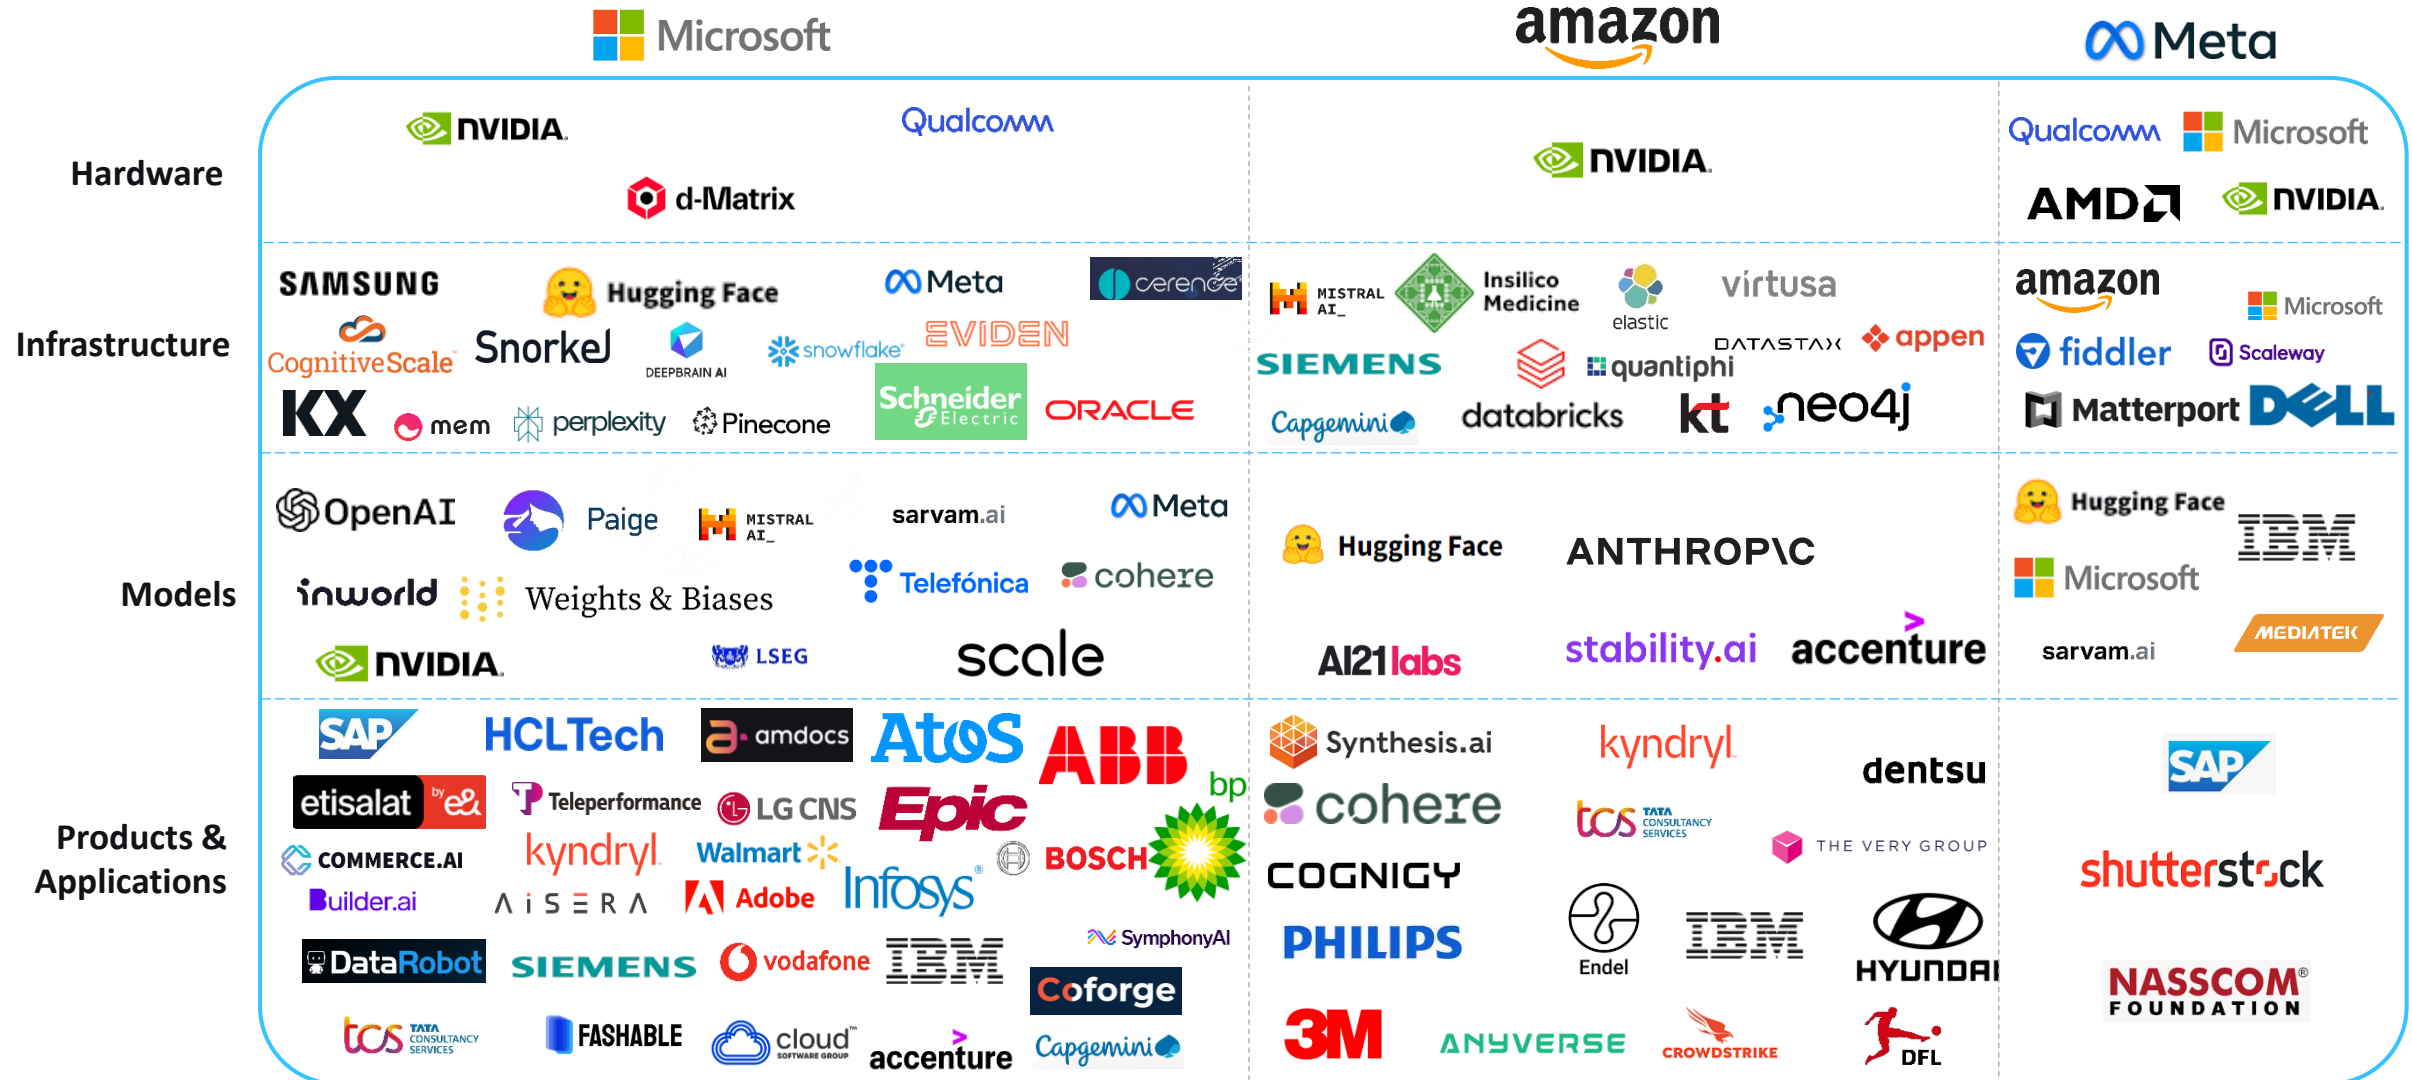 Microsoft
amazon
Meta
Hardware
NVIDIA.
Qualcomm
d-Matrix
NVIDIA.
Qualcomm
Microsoft
AMD
NVIDIA.
Infrastructure
SAMSUNG
Hugging Face
Meta
cerence
CognitiveScale™
Snorkel
DEEPBRAIN AI
snowflake®
EVIDEN
KX
mem
perplexity
Pinecone
Schneider
Electric
ORACLE
MISTRAL
AI_
Insilico
Medicine
elastic
virtusa
SIEMENS
databricks
quantiphi
DATASTAX
appen
Capgemini
kt
neo4j
amazon
Microsoft
fiddler
Scaleway
Matterport
DELL
Models
OpenAI
Paige
MISTRAL
AI_
sarvam.ai
Meta
inworld
Weights & Biases
Telefónica
cohere
NVIDIA.
LSEG
scale
Hugging Face
ANTHROP\C
AI21labs
stability.ai
accenture
Hugging Face
IBM
Microsoft
sarvam.ai
MEDIATEK
Products &
Applications
SAP
HCLTech
amdocs
Atos
ABB
etisalat by e&
Teleperformance
LG CNS
Epic
bp
COMMERCE.AI
kyndryl
Walmart
Infosys®
BOSCH
Builder.ai
AiSERA
Adobe
DataRobot
SIEMENS
vodafone
IBM
SymphonyAI
Coforge
tcs TATA
CONSULTANCY
SERVICES
FASHABLE
cloud™
SOFTWARE GROUP
accenture
Capgemini
Synthesis.ai
kyndryl
dentsu
cohere
tcs TATA
CONSULTANCY
SERVICES
THE VERY GROUP
COGNIGY
PHILIPS
Endel
IBM
HYUNDAI
3M
ANYVERSE
CROWDSTRIKE
DFL
SAP
shutterstock
NASSCOM®
FOUNDATION